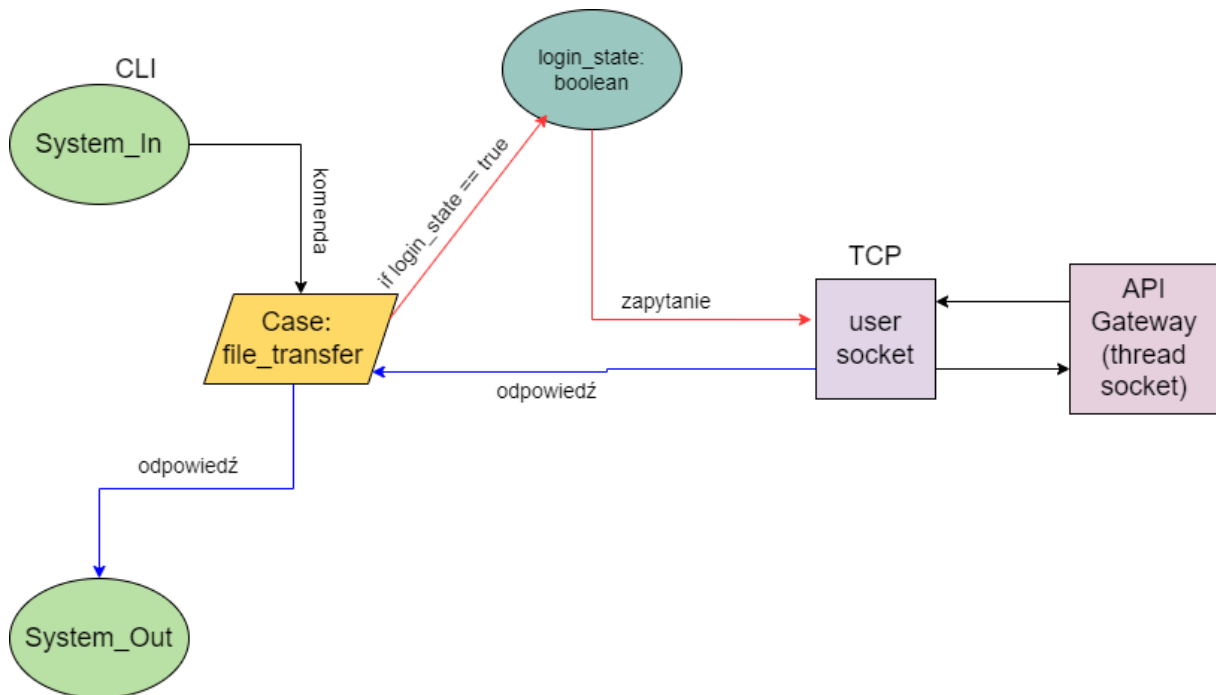 CLI
System_In
login_state:
boolean
komenda
if login_state == true
Case:
file_transfer
zapytanie
TCP
user
socket
API
Gateway
(thread
socket)
odpowiedź
odpowiedź
System_Out